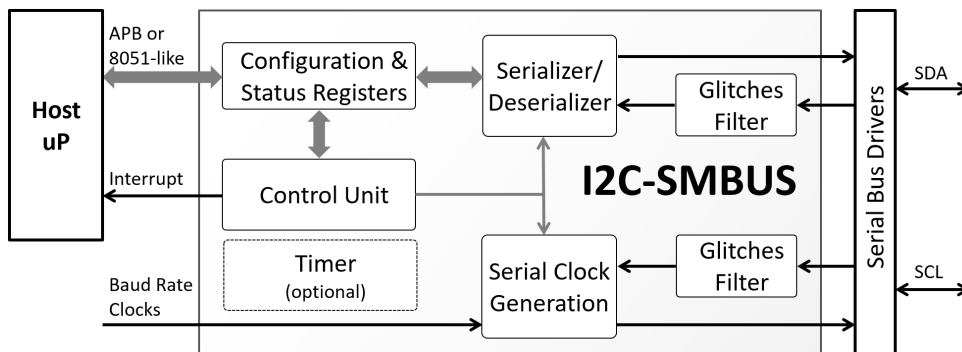 APB or
8051-like
Host
uP
Configuration &
Status Registers
Serializer/
Deserializer
Glitches
Filter
SDA
Interrupt
Control Unit
I2C-SMBUS
Serial Bus Drivers
Timer
(optional)
Serial Clock
Generation
Glitches
Filter
SCL
Baud Rate
Clocks